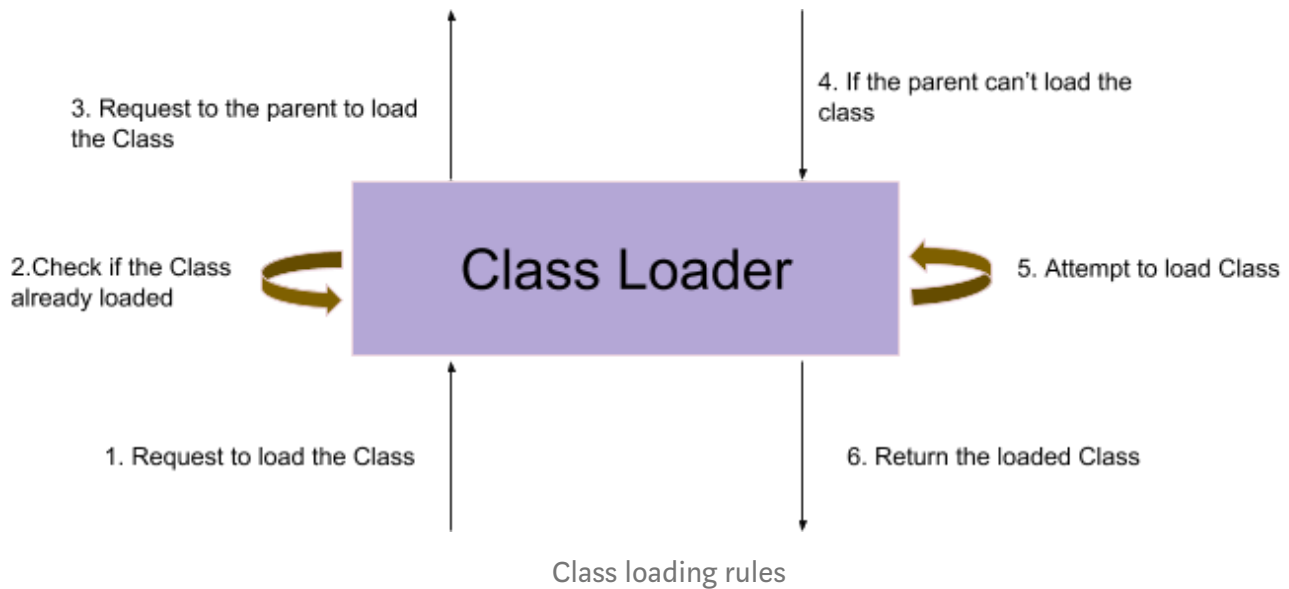 3. Request to the parent to load
the Class
4. If the parent can’t load the
class
2.Check if the Class
already loaded
Class Loader
5. Attempt to load Class
1. Request to load the Class
6. Return the loaded Class
Class loading rules